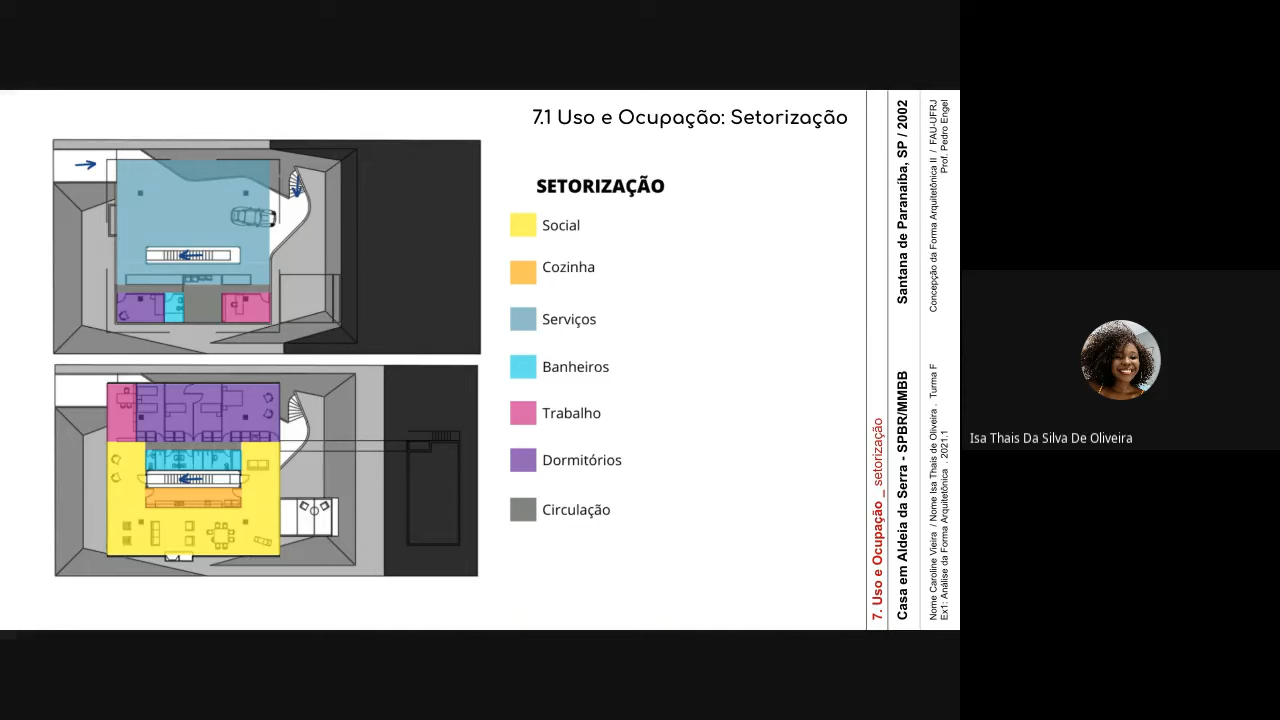 7.1 Uso e Ocupação: Setorização
SETORIZAÇÃO
Social
Cozinha
Serviços
Banheiros
Trabalho
Dormitórios
Circulação
7. Uso e Ocupação _ setorização
Casa em Aldeia da Serra - SPBR/MMBB
Santana de Paranaíba, SP / 2002
Nome Caroline Vieira / Nome Isa Thais de Oliveira . Turma F
Ex1: Análise da Forma Arquitetônica . 2021.1
Concepção da Forma Arquitetônica II / FAU-UFRJ
Prof. Pedro Engel
Isa Thais Da Silva De Oliveira